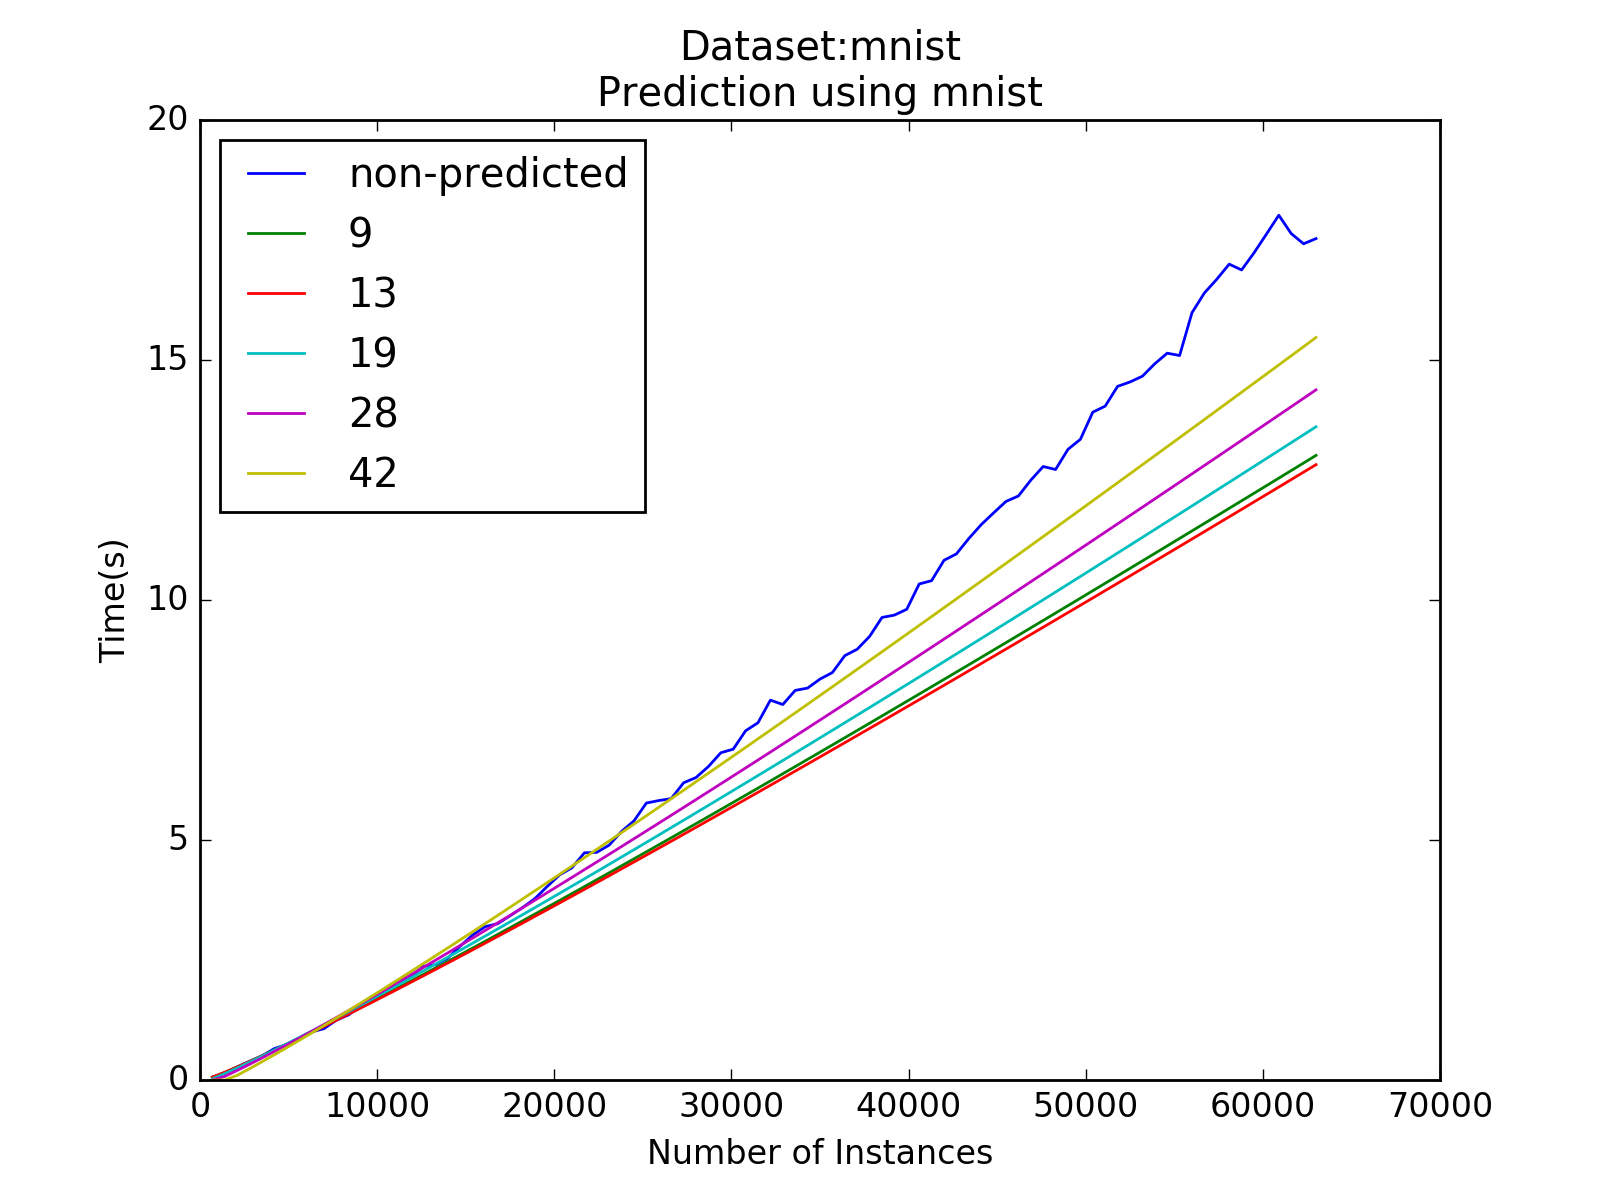 Dataset:mnist
Prediction using mnist
20
15
10
5
0
non-predicted
9
13
19
28
42
Time(s)
0 10000 20000 30000 40000 50000 60000 70000
Number of Instances